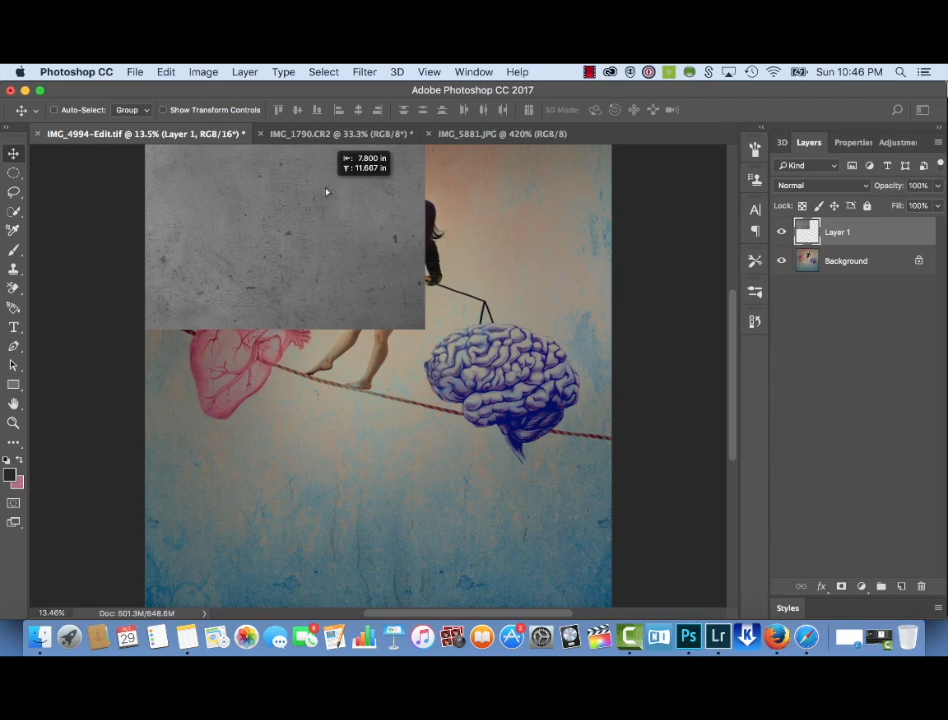 Photoshop CC File Edit Image Layer Type Select Filter 3D View Window Help Sun 10:46 PM
Adobe Photoshop CC 2017
Auto-Select: Group Show Transform Controls 3D Mode:
IMG_4994-Edit.tif @ 13.5% (Layer 1, RGB/16*) * IMG_1790.CR2 @ 33.3% (RGB/8*) * IMG_5881.JPG @ 420% (RGB/8)
3D Layers Properties Adjustme
7.800 in
11.667 in
Kind
Normal Opacity: 100%
Lock: Fill: 100%
Layer 1
Background
13.46% Doc: 501.3M/648.6M
Styles
29
Ps Lr K